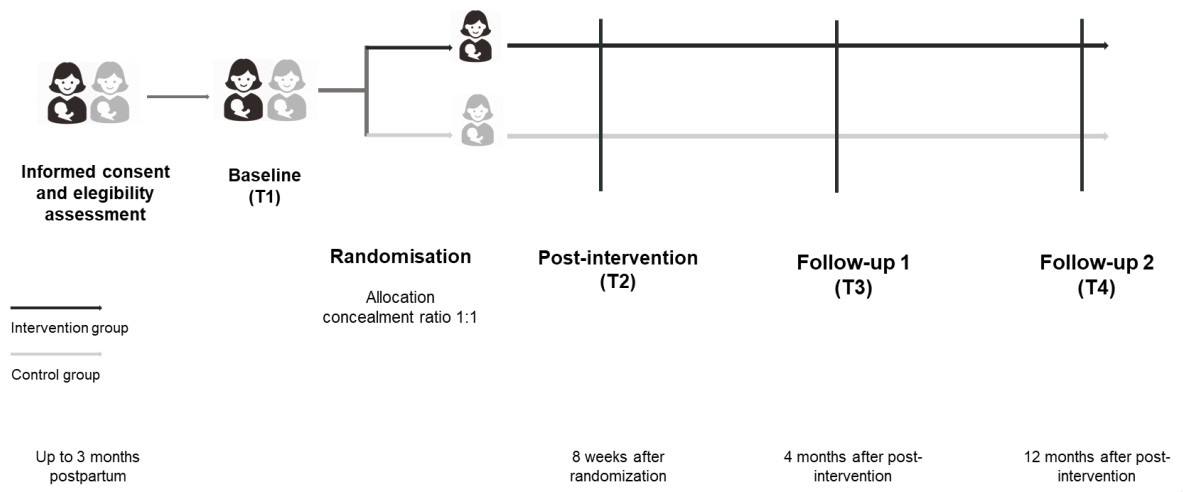 Informed consent
and elegibility
assessment
Baseline
(T1)
Randomisation
Allocation
concealment ratio 1:1
Post-intervention
(T2)
Follow-up 1
(T3)
Follow-up 2
(T4)
Intervention group
Control group
Up to 3 months
postpartum
8 weeks after
randomization
4 months after post-
intervention
12 months after post-
intervention